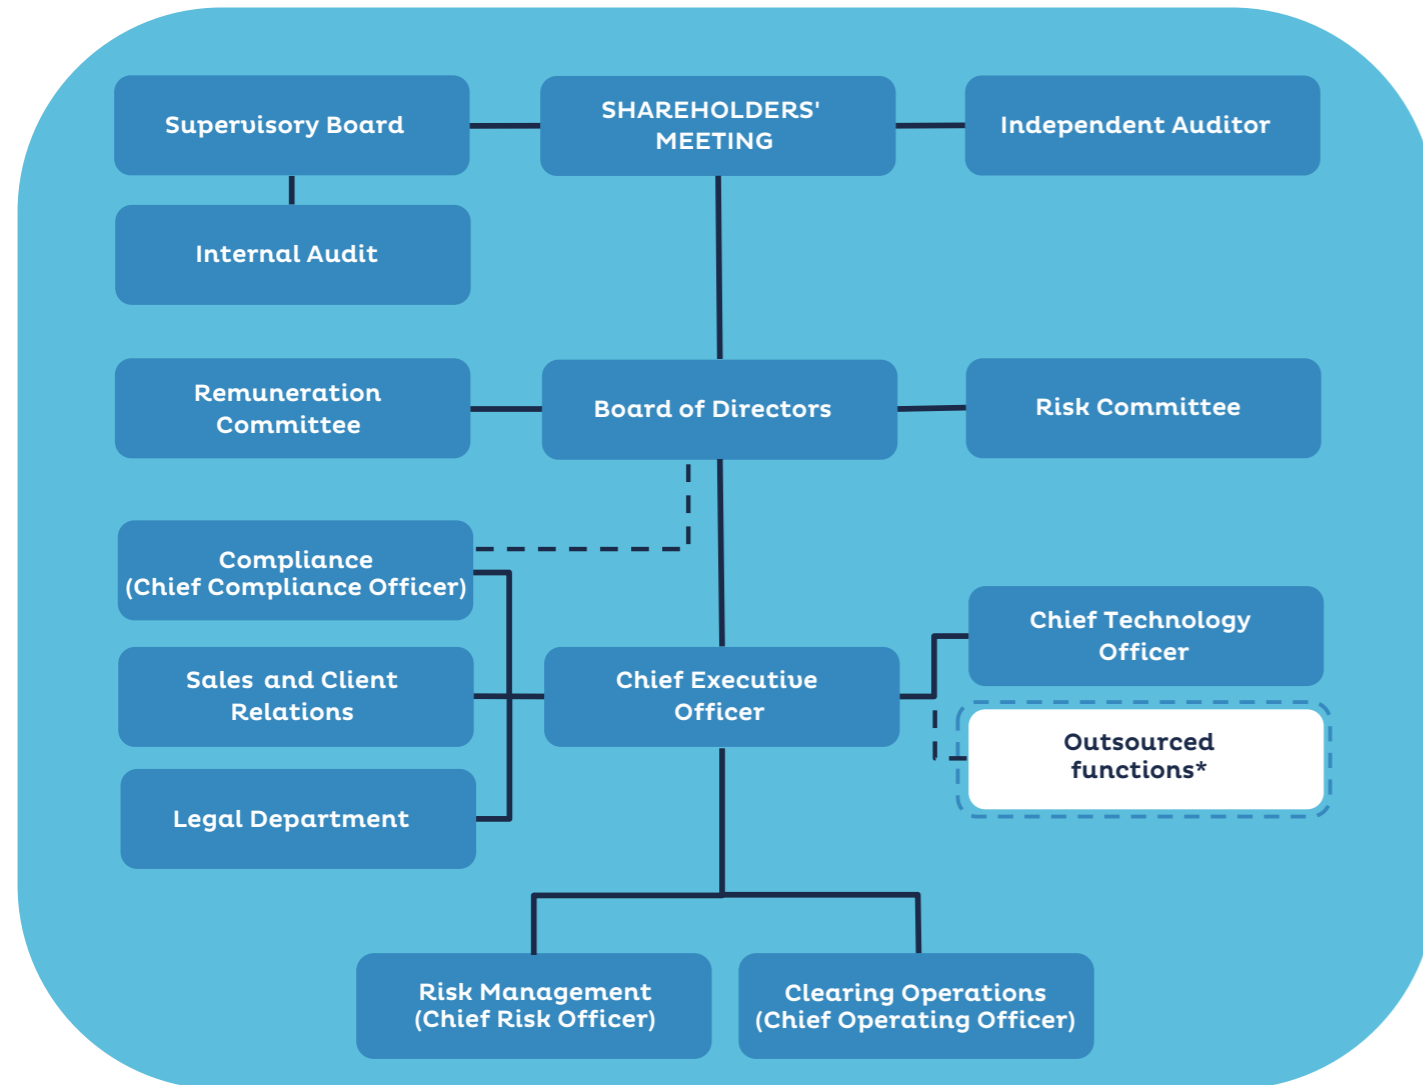 Supervisory Board
SHAREHOLDERS'
MEETING
Independent Auditor
Internal Audit
Remuneration
Committee
Board of Directors
Risk Committee
Compliance
(Chief Compliance Officer)
Sales and Client
Relations
Chief Executive
Officer
Chief Technology
Officer
Outsourced
functions*
Legal Department
Risk Management
(Chief Risk Officer)
Clearing Operations
(Chief Operating Officer)